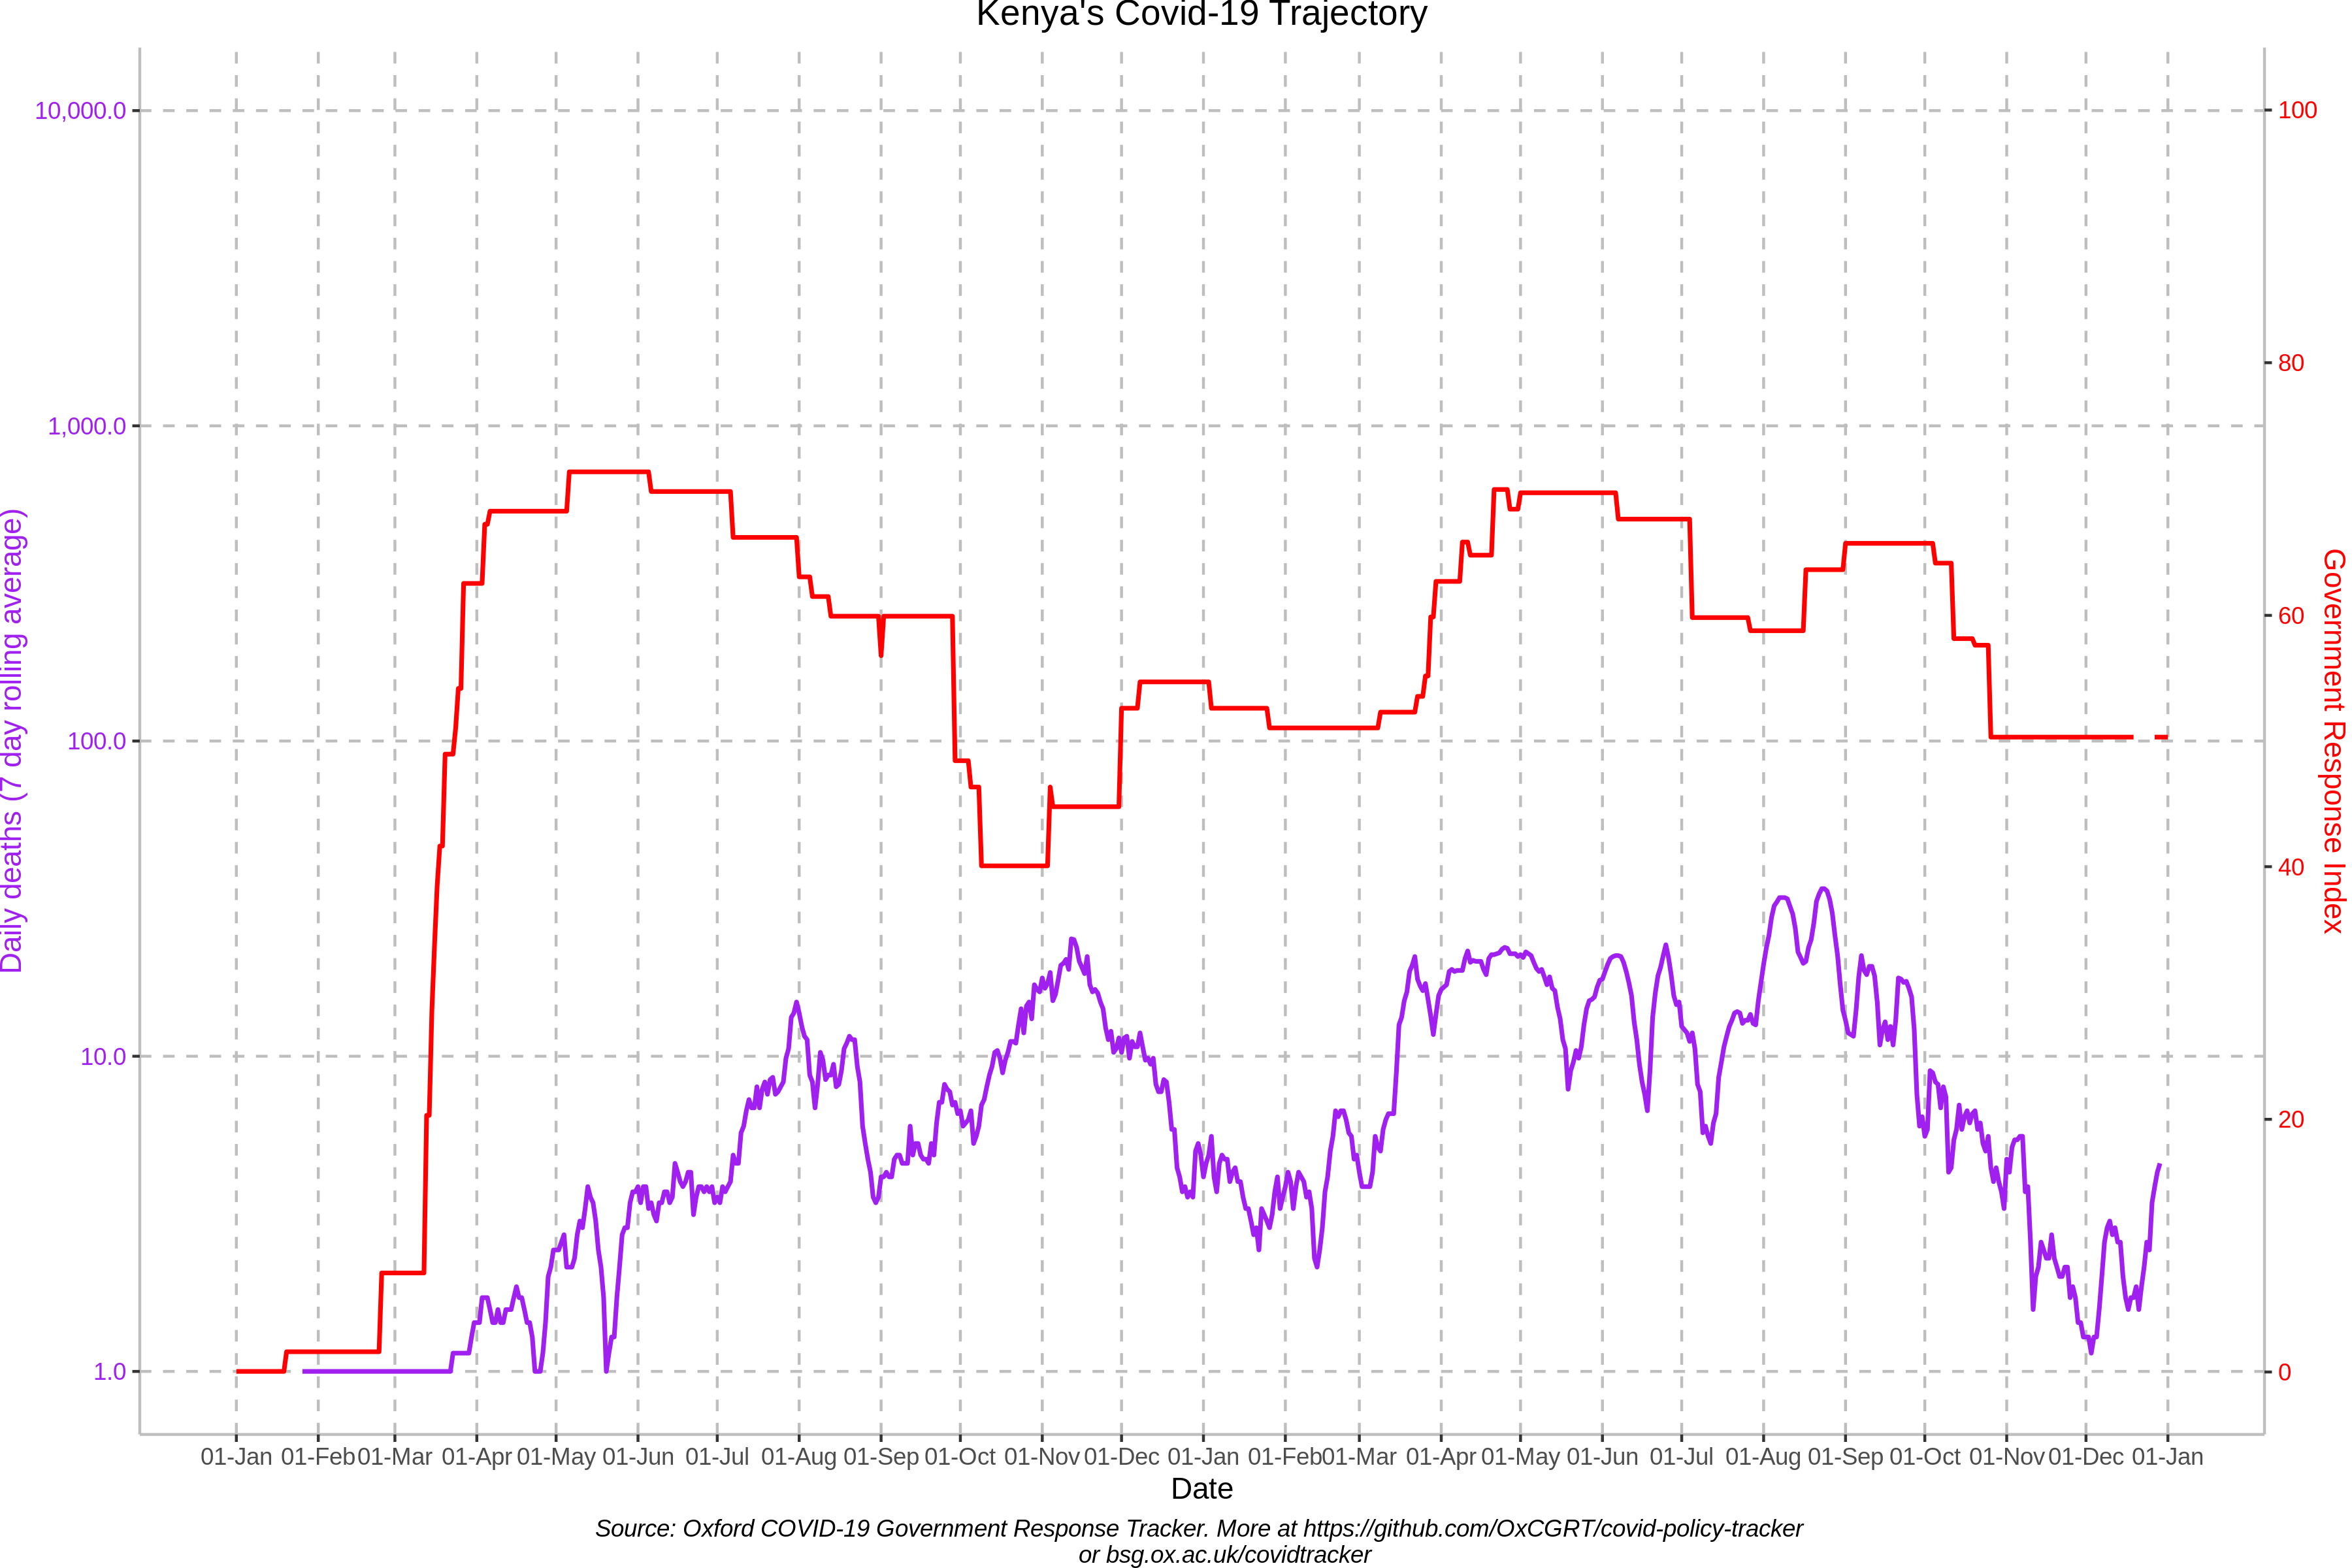 Kenya's Covid-19 Trajectory
Daily deaths (7 day rolling average)
10,000.0
1,000.0
100.0
10.0
1.0
100
80
60
40
20
0
Government Response Index
01-Jan 01-Feb 01-Mar 01-Apr 01-May 01-Jun 01-Jul 01-Aug 01-Sep 01-Oct 01-Nov 01-Dec 01-Jan 01-Feb 01-Mar 01-Apr 01-May 01-Jun 01-Jul 01-Aug 01-Sep 01-Oct 01-Nov 01-Dec 01-Jan
Date
Source: Oxford COVID-19 Government Response Tracker. More at https://github.com/OxCGRT/covid-policy-tracker
or bsg.ox.ac.uk/covidtracker